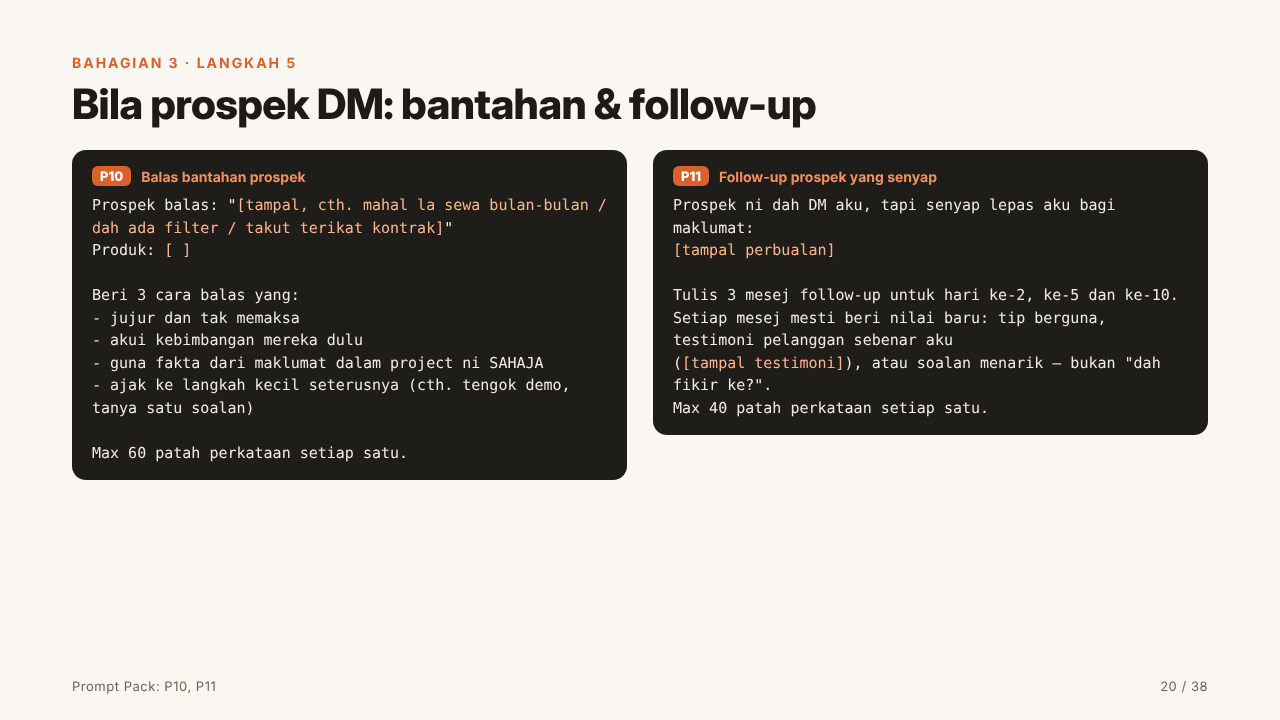 BAHAGIAN 3 · LANGKAH 5
Bila prospek DM: bantahan & follow-up
P10 Balas bantahan prospek
Prospek balas: "[tampal, cth. mahal la sewa bulan-bulan /
dah ada filter / takut terikat kontrak]"
Produk: [ ]
Beri 3 cara balas yang:
- jujur dan tak memaksa
- akui kebimbangan mereka dulu
- guna fakta dari maklumat dalam project ni SAHAJA
- ajak ke langkah kecil seterusnya (cth. tengok demo,
tanya satu soalan)
Max 60 patah perkataan setiap satu.
P11 Follow-up prospek yang senyap
Prospek ni dah DM aku, tapi senyap lepas aku bagi
maklumat:
[tampal perbualan]
Tulis 3 mesej follow-up untuk hari ke-2, ke-5 dan ke-10.
Setiap mesej mesti beri nilai baru: tip berguna,
testimoni pelanggan sebenar aku
([tampal testimoni]), atau soalan menarik — bukan "dah
fikir ke?".
Max 40 patah perkataan setiap satu.
Prompt Pack: P10, P11
20 / 38